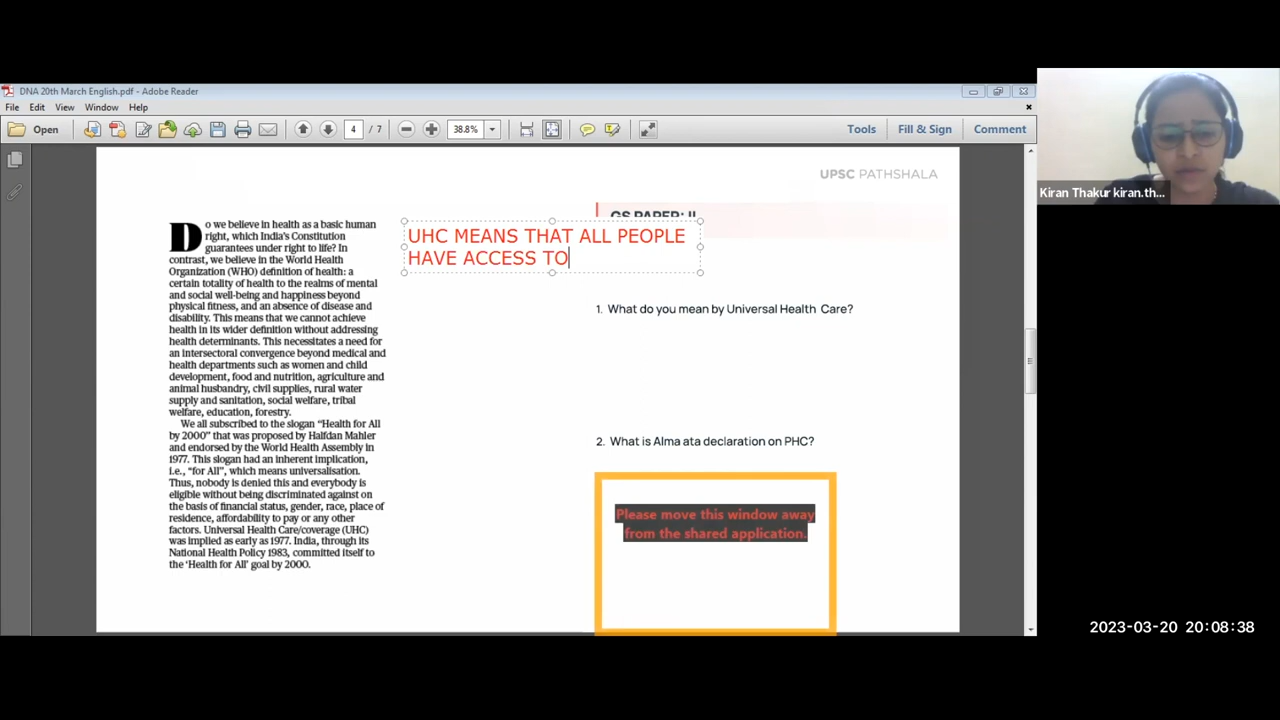 DNA 20th March English.pdf - Adobe Reader
File Edit View Window Help
Open 4 / 7 38.8% Tools Fill & Sign Comment
UPSC PATHSHALA
GS PAPER: II
UHC MEANS THAT ALL PEOPLE
HAVE ACCESS TO
Do we believe in health as a basic human
right, which India's Constitution
guarantees under right to life? In
contrast, we believe in the World Health
Organization (WHO) definition of health: a
certain totality of health to the realms of mental
and social well-being and happiness beyond
physical fitness, and an absence of disease and
disability. This means that we cannot achieve
health in its wider definition without addressing
health determinants. This necessitates a need for
an intersectoral convergence beyond medical and
health departments such as women and child
development, food and nutrition, agriculture and
animal husbandry, civil supplies, rural water
supply and sanitation, social welfare, tribal
welfare, education, forestry.
We all subscribed to the slogan “Health for All
by 2000” that was proposed by Halfdan Mahler
and endorsed by the World Health Assembly in
1977. This slogan had an inherent implication,
i.e., “for All”, which means universalisation.
Thus, nobody is denied this and everybody is
eligible without being discriminated against on
the basis of financial status, gender, race, place of
residence, affordability to pay or any other
factors. Universal Health Care/coverage (UHC)
was implied as early as 1977. India, through its
National Health Policy 1983, committed itself to
the ‘Health for All’ goal by 2000.
1. What do you mean by Universal Health Care?
2. What is Alma ata declaration on PHC?
Please move this window away
from the shared application.
Kiran Thakur kiran.th...
2023-03-20 20:08:38